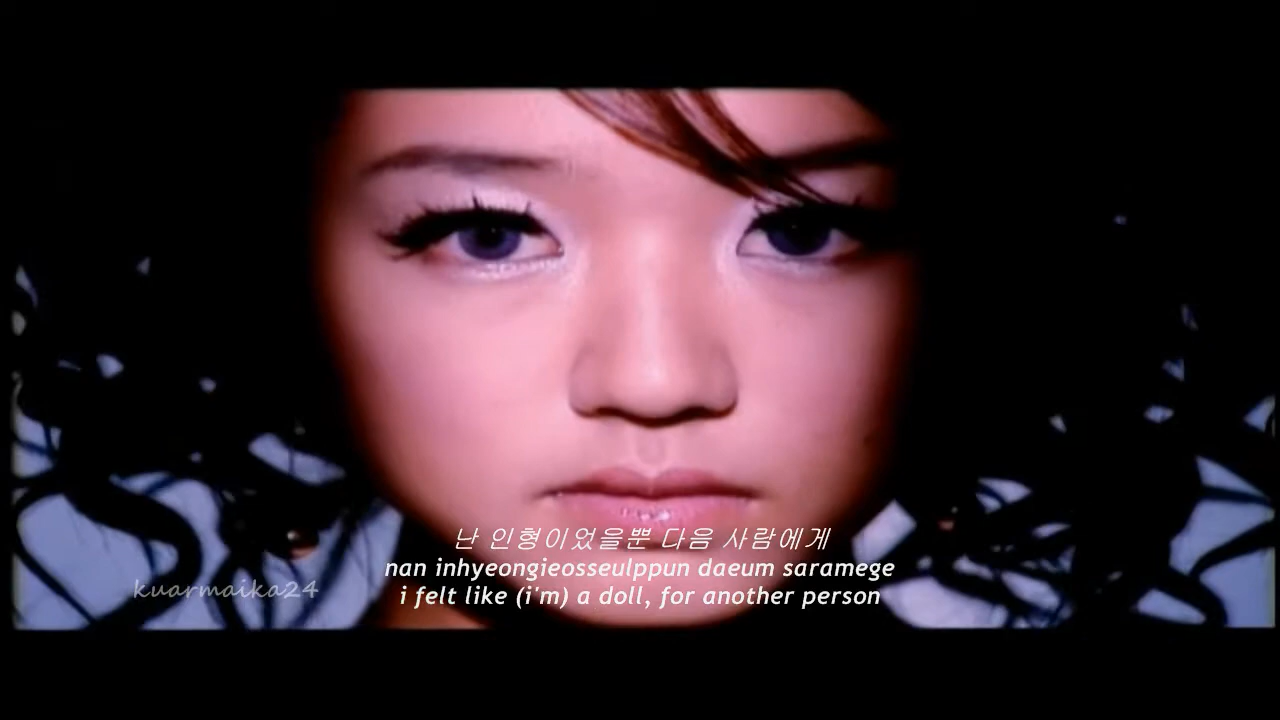 난 인형이었을뿐 다음 사람에게
nan inhyeongieosseulppun daeum saramege
i felt like (i'm) a doll, for another person
kuarmaika24